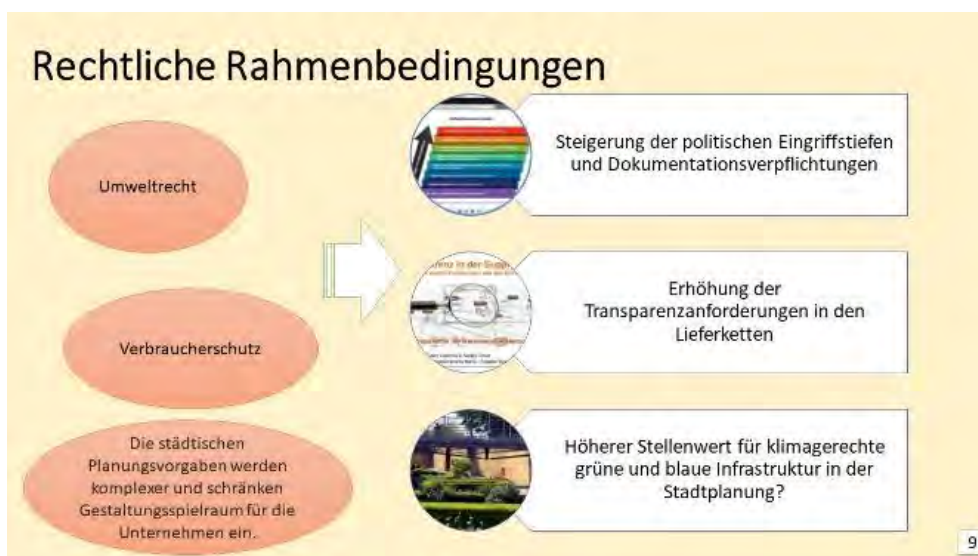 Rechtliche Rahmenbedingungen
Umweltrecht
Verbraucherschutz
Die städtischen
Planungsvorgaben werden
komplexer und schränken
Gestaltungsspielraum für die
Unternehmen ein.
Steigerung der politischen Eingriffstiefen
und Dokumentationsverpflichtungen
Erhöhung der
Transparenzanforderungen in den
Lieferketten
Höherer Stellenwert für klimagerechte
grüne und blaue Infrastruktur in der
Stadtplanung?
9